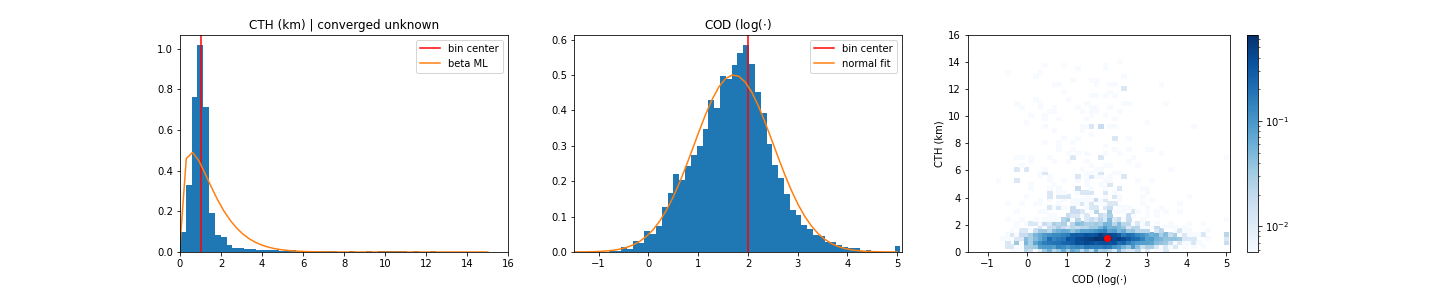 CTH (km) | converged unknown
bin center
beta ML
0.0
0.2
0.4
0.6
0.8
1.0
0 2 4 6 8 10 12 14 16
COD (log(·)
bin center
normal fit
0.0
0.1
0.2
0.3
0.4
0.5
0.6
−1 0 1 2 3 4 5
CTH (km)
0
2
4
6
8
10
12
14
16
−1 0 1 2 3 4 5
COD (log(·)
10−1
10−2